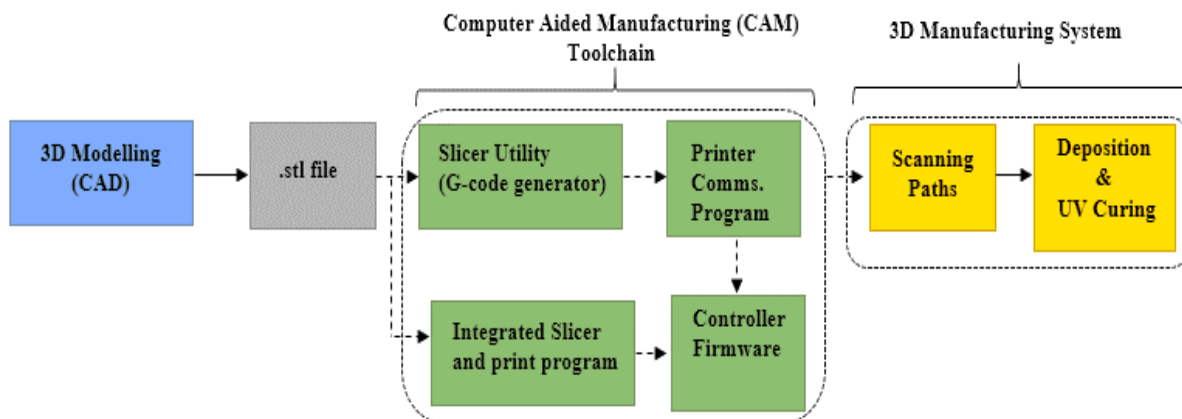 Computer Aided Manufacturing (CAM)
Toolchain
3D Manufacturing System
3D Modelling
(CAD)
.stl file
Slicer Utility
(G-code generator)
Printer
Comms.
Program
Scanning
Paths
Deposition
&
UV Curing
Integrated Slicer
and print program
Controller
Firmware